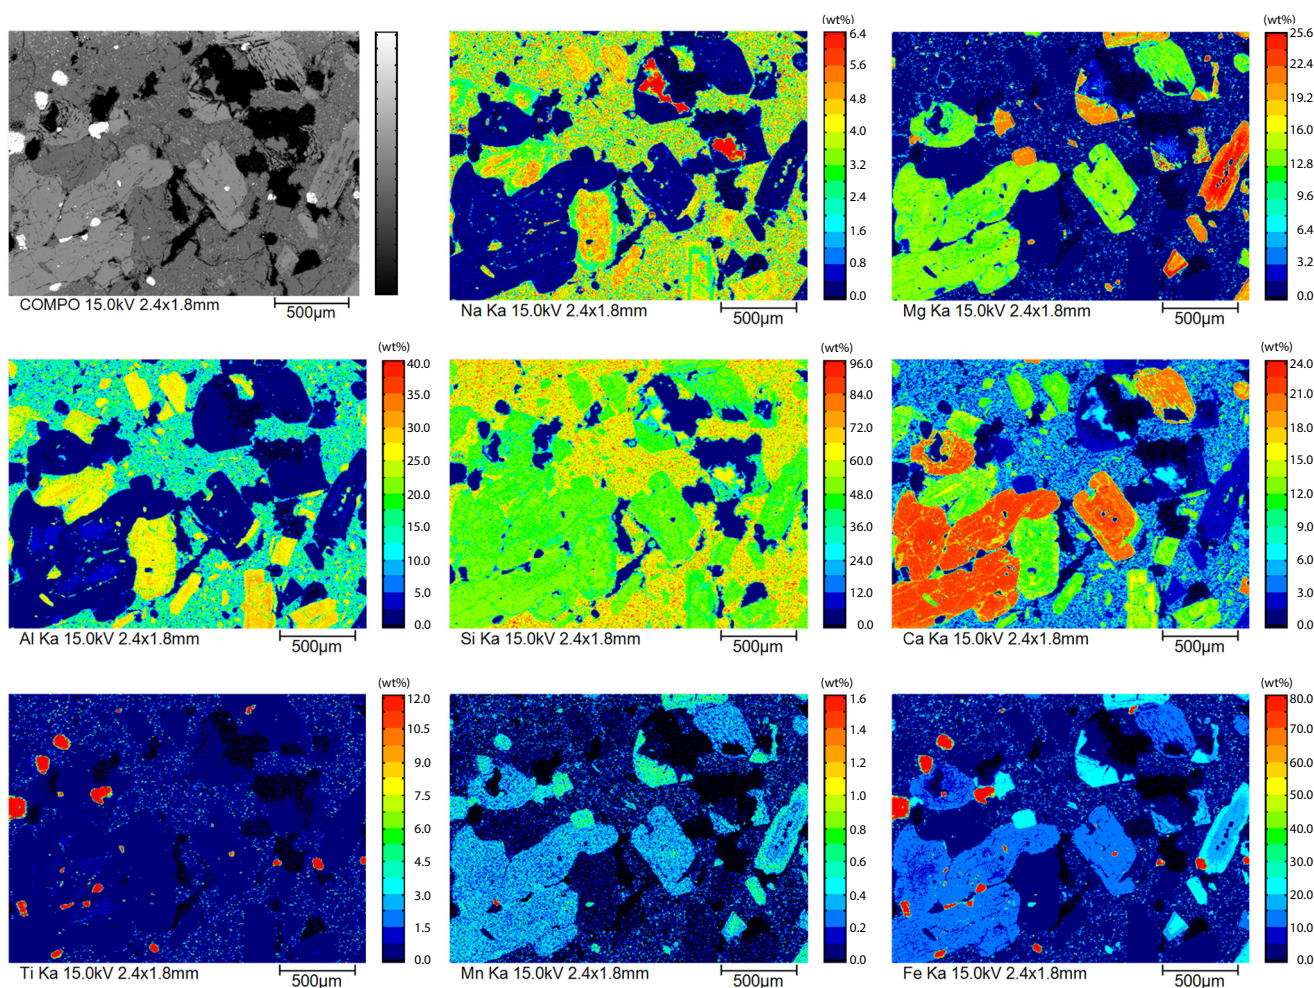 (wt%)
6.4
5.6
4.8
4.0
3.2
2.4
1.6
0.8
0.0
(wt%)
25.6
22.4
19.2
16.0
12.8
9.6
6.4
3.2
0.0
COMPO 15.0kV 2.4x1.8mm
500μm
Na Ka 15.0kV 2.4x1.8mm
500μm
Mg Ka 15.0kV 2.4x1.8mm
500μm
(wt%)
40.0
35.0
30.0
25.0
20.0
15.0
10.0
5.0
0.0
(wt%)
96.0
84.0
72.0
60.0
48.0
36.0
24.0
12.0
0.0
(wt%)
24.0
21.0
18.0
15.0
12.0
9.0
6.0
3.0
0.0
Al Ka 15.0kV 2.4x1.8mm
500μm
Si Ka 15.0kV 2.4x1.8mm
500μm
Ca Ka 15.0kV 2.4x1.8mm
500μm
(wt%)
12.0
10.5
9.0
7.5
6.0
4.5
3.0
1.5
0.0
(wt%)
1.6
1.4
1.2
1.0
0.8
0.6
0.4
0.2
0.0
(wt%)
80.0
70.0
60.0
50.0
40.0
30.0
20.0
10.0
0.0
Ti Ka 15.0kV 2.4x1.8mm
500μm
Mn Ka 15.0kV 2.4x1.8mm
500μm
Fe Ka 15.0kV 2.4x1.8mm
500μm